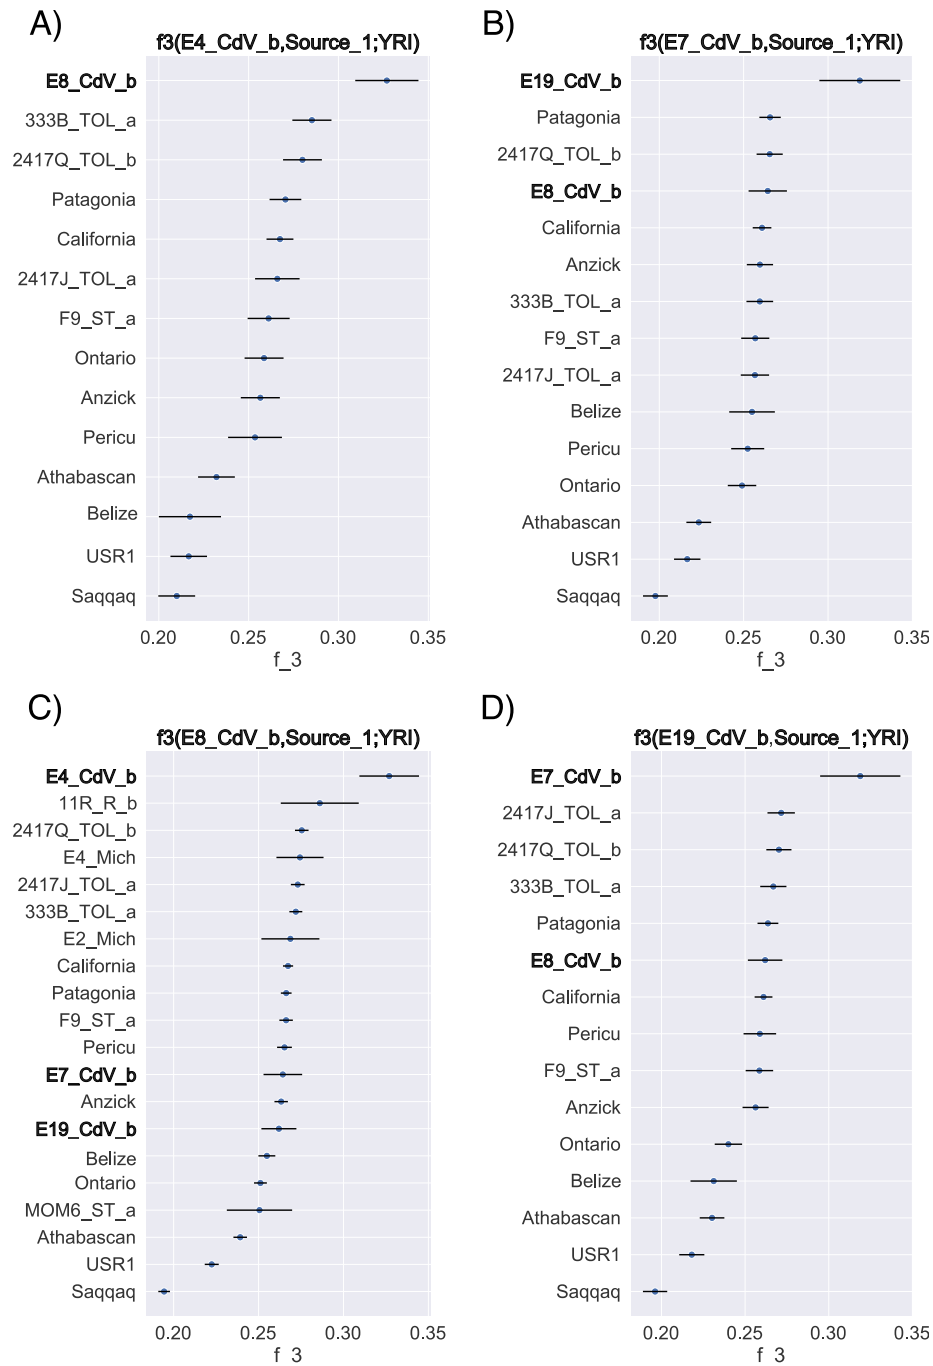 A)
f3(E4_CdV_b,Source_1;YRI)
E8_CdV_b
333B_TOL_a
2417Q_TOL_b
Patagonia
California
2417J_TOL_a
F9_ST_a
Ontario
Anzick
Pericu
Athabascan
Belize
USR1
Saqqaq
0.20 0.25 0.30 0.35
f_3
B)
f3(E7_CdV_b,Source_1;YRI)
E19_CdV_b
Patagonia
2417Q_TOL_b
E8_CdV_b
California
Anzick
333B_TOL_a
F9_ST_a
2417J_TOL_a
Belize
Pericu
Ontario
Athabascan
USR1
Saqqaq
0.20 0.25 0.30 0.35
f_3
C)
f3(E8_CdV_b,Source_1;YRI)
E4_CdV_b
11R_R_b
2417Q_TOL_b
E4_Mich
2417J_TOL_a
333B_TOL_a
E2_Mich
California
Patagonia
F9_ST_a
Pericu
E7_CdV_b
Anzick
E19_CdV_b
Belize
Ontario
MOM6_ST_a
Athabascan
USR1
Saqqaq
0.20 0.25 0.30 0.35
f_3
D)
f3(E19_CdV_b,Source_1;YRI)
E7_CdV_b
2417J_TOL_a
2417Q_TOL_b
333B_TOL_a
Patagonia
E8_CdV_b
California
Pericu
F9_ST_a
Anzick
Ontario
Belize
Athabascan
USR1
Saqqaq
0.20 0.25 0.30 0.35
f_3